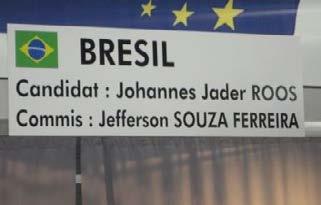 BRESIL
Candidat : Johannes Jader ROOS
Commis : Jefferson SOUZA FERREIRA